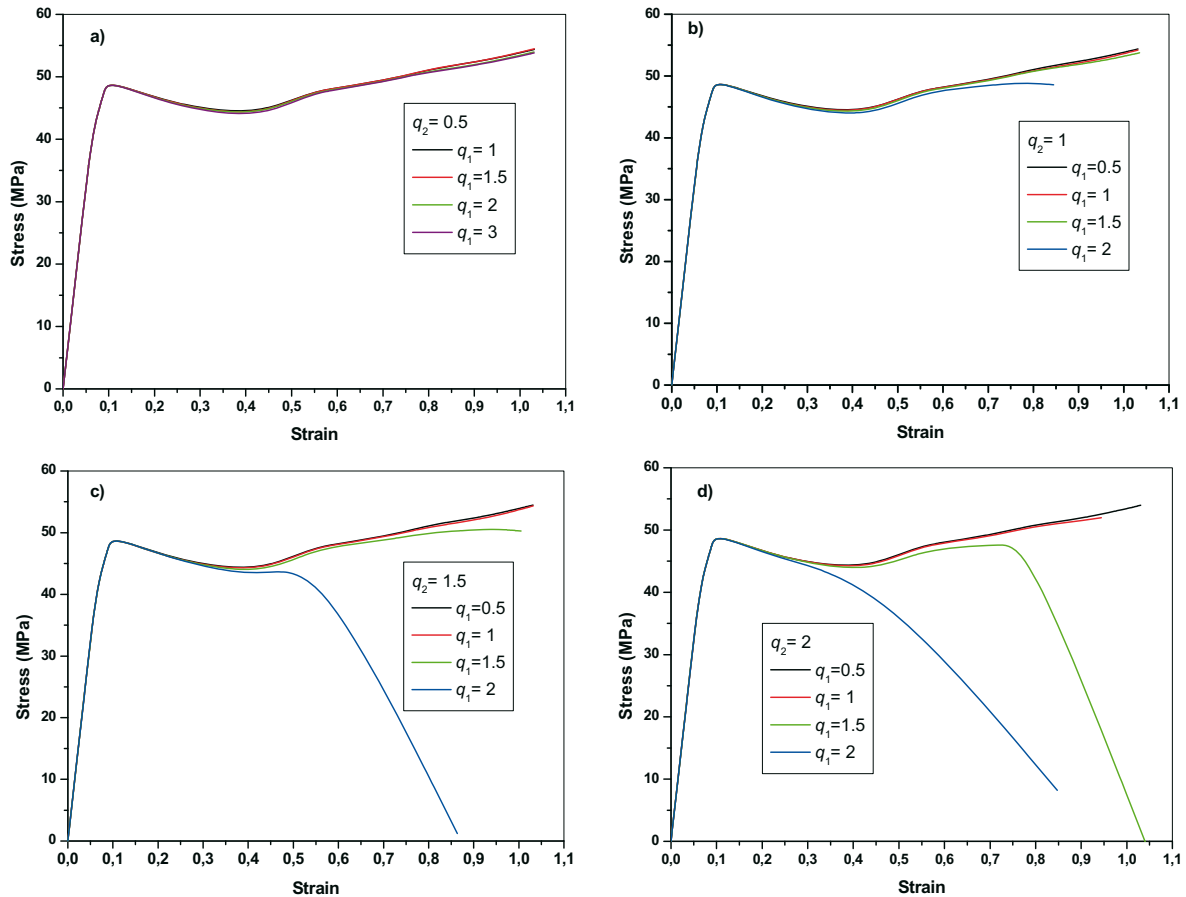 a)
60
50
40
30
20
10
0
Stress (MPa)
q2= 0.5
q1= 1
q1=1.5
q1= 2
q1= 3
0,0 0,1 0,2 0,3 0,4 0,5 0,6 0,7 0,8 0,9 1,0 1,1
Strain
b)
60
50
40
30
20
10
0
Stress (MPa)
q2= 1
q1=0.5
q1= 1
q1=1.5
q1= 2
0,0 0,1 0,2 0,3 0,4 0,5 0,6 0,7 0,8 0,9 1,0 1,1
Strain
c)
60
50
40
30
20
10
0
Stress (MPa)
q2= 1.5
q1=0.5
q1= 1
q1=1.5
q1= 2
0,0 0,1 0,2 0,3 0,4 0,5 0,6 0,7 0,8 0,9 1,0 1,1
Strain
d)
60
50
40
30
20
10
0
Stress (MPa)
q2= 2
q1=0.5
q1= 1
q1=1.5
q1= 2
0,0 0,1 0,2 0,3 0,4 0,5 0,6 0,7 0,8 0,9 1,0 1,1
Strain